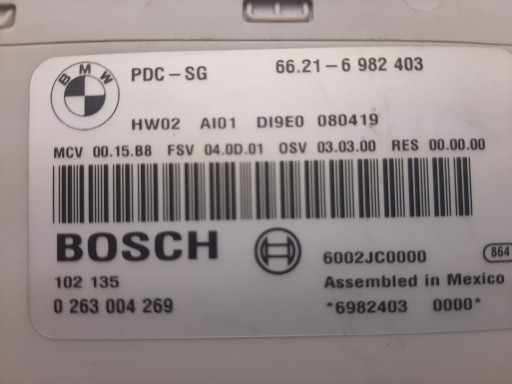 BMW PDC-SG 66.21-6 982 403
HW02 AI01 DI9E0 080419
MCV 00.15.B8 FSV 04.0D.01 OSV 03.03.00 RES 00.00.00
BOSCH 6002JC0000 864
102 135 Assembled in Mexico
0 263 004 269 *6982403 0000*